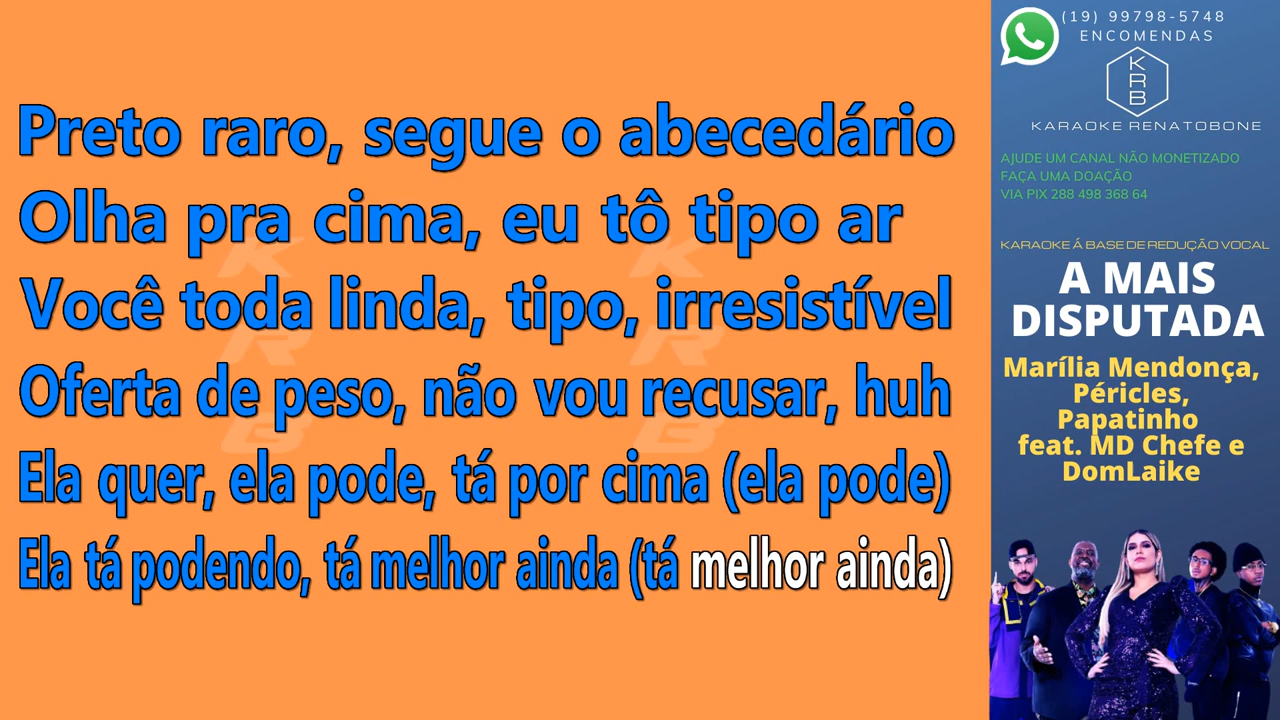 Preto raro, segue o abecedário
Olha pra cima, eu tô tipo ar
Você toda linda, tipo, irresistível
Oferta de peso, não vou recusar, huh
Ela quer, ela pode, tá por cima (ela pode)
Ela tá podendo, tá melhor ainda (tá melhor ainda)
K
R
B
K
R
B
(19) 99798-5748
ENCOMENDAS
K
R
B
KARAOKE RENATOBONE
AJUDE UM CANAL NÃO MONETIZADO
FAÇA UMA DOAÇÃO
VIA PIX 288 498 368 64
KARAOKE Á BASE DE REDUÇÃO VOCAL
A MAIS
DISPUTADA
Marília Mendonça,
Péricles,
Papatinho
feat. MD Chefe e
DomLaike